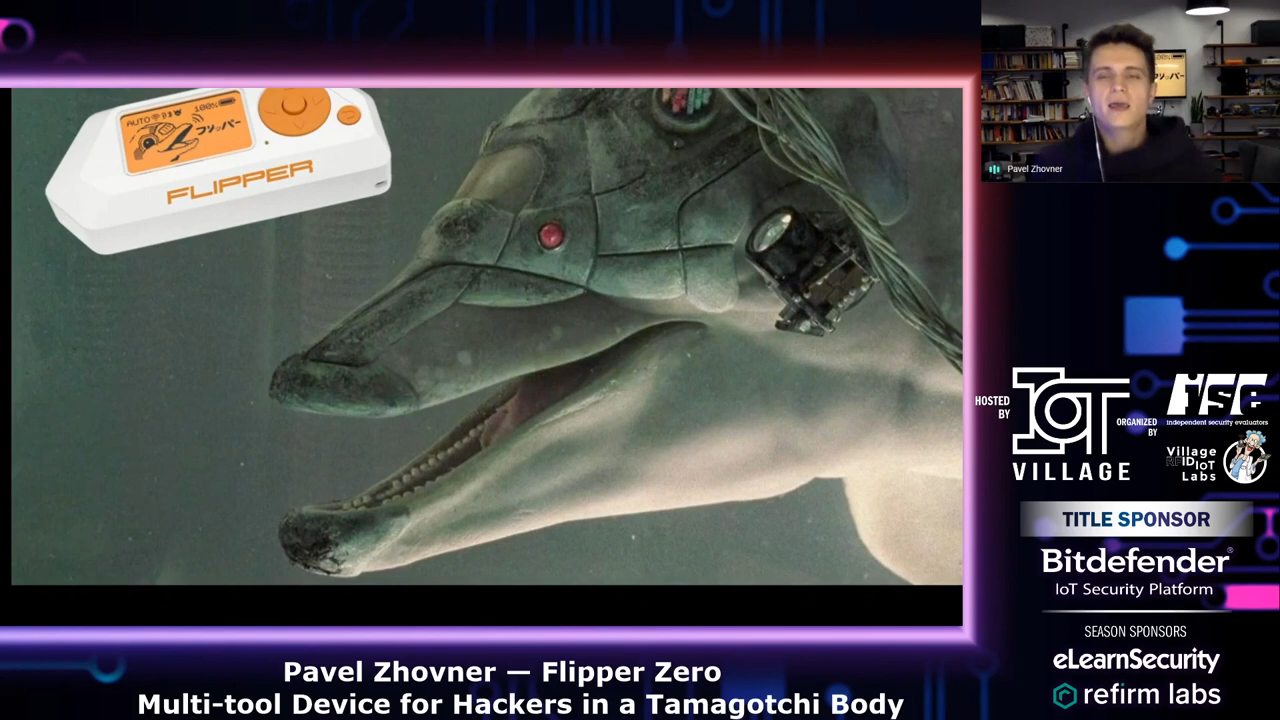 AUTO
100%
フリッパー
FLIPPER
Pavel Zhovner
HOSTED
BY
IOT
VILLAGE
ORGANIZED
BY
ISE
independent security evaluators
Village
RFIDIoT
Labs
TITLE SPONSOR
Bitdefender®
IoT Security Platform
SEASON SPONSORS
eLearnSecurity
refirm labs
Pavel Zhovner — Flipper Zero
Multi-tool Device for Hackers in a Tamagotchi Body